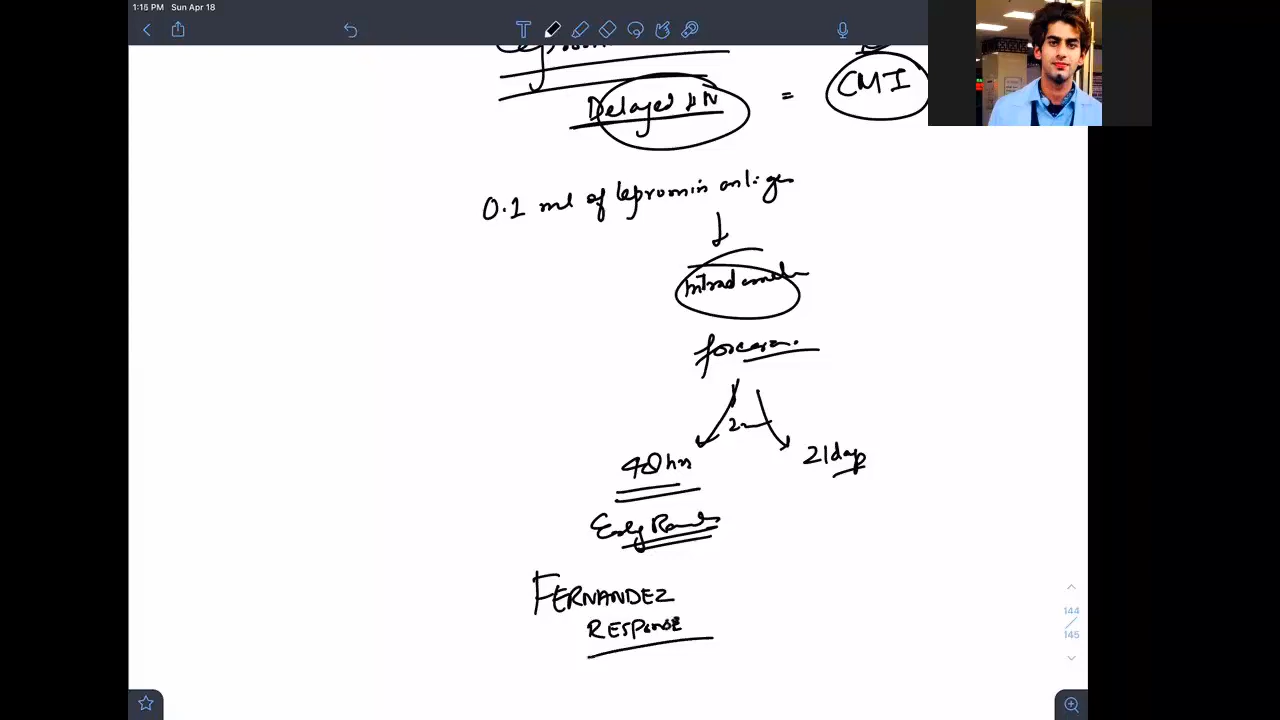 1:15 PM Sun Apr 18
T
Delayed HN = CMI
0.1 ml of lepromin antigen
intradermal
forearm.
2
48 hrs
21 days
Early
FERNANDEZ
RESPONSE
144
145